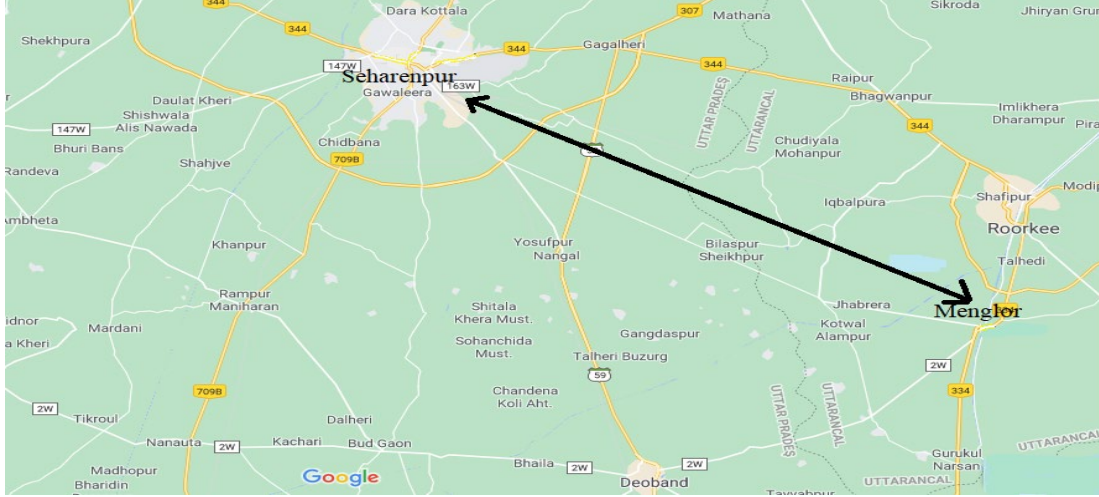 344
Dara Kottala
307
Mathana
Sikroda
Jhiryan Grun
344
Shekhpura
344
Gagalheri
147W
Seharenpur
163W
Gawaleera
344
Raipur
Bhagwanpur
Daulat Kheri
Shishwala
Alis Nawada
Imlikhera
Dharampur
147W
Bhuri Bans
Chidbana
UTTAR PRADES
UTTARANCAL
344
Chudiyala
Mohanpur
Shahjve
709B
Randeva
Shafipur
Iqbalpura
Ambheta
Roorkee
Khanpur
Yosufpur
Nangal
Bilaspur
Sheikhpur
Talhedi
Rampur
Maniharan
Shitala
Khera Must.
Jhabrera
Menglor
Mardani
Gangdaspur
Kotwal
Alampur
a Kheri
Sohanchida
Must.
Talheri Buzurg
2W
59
709B
Chandena
Koli Aht.
334
2W
Tikroul
Dalheri
UTTAR PRADES
UTTARANCAL
Nanauta
2W
Kachari
Bud Gaon
UTTARANCAL
Bhaila
2W
2W
Gurukul
Narsan
Madhopur
Bharidin
Google
Deoband
UTTARANCAL
Tayyabpur